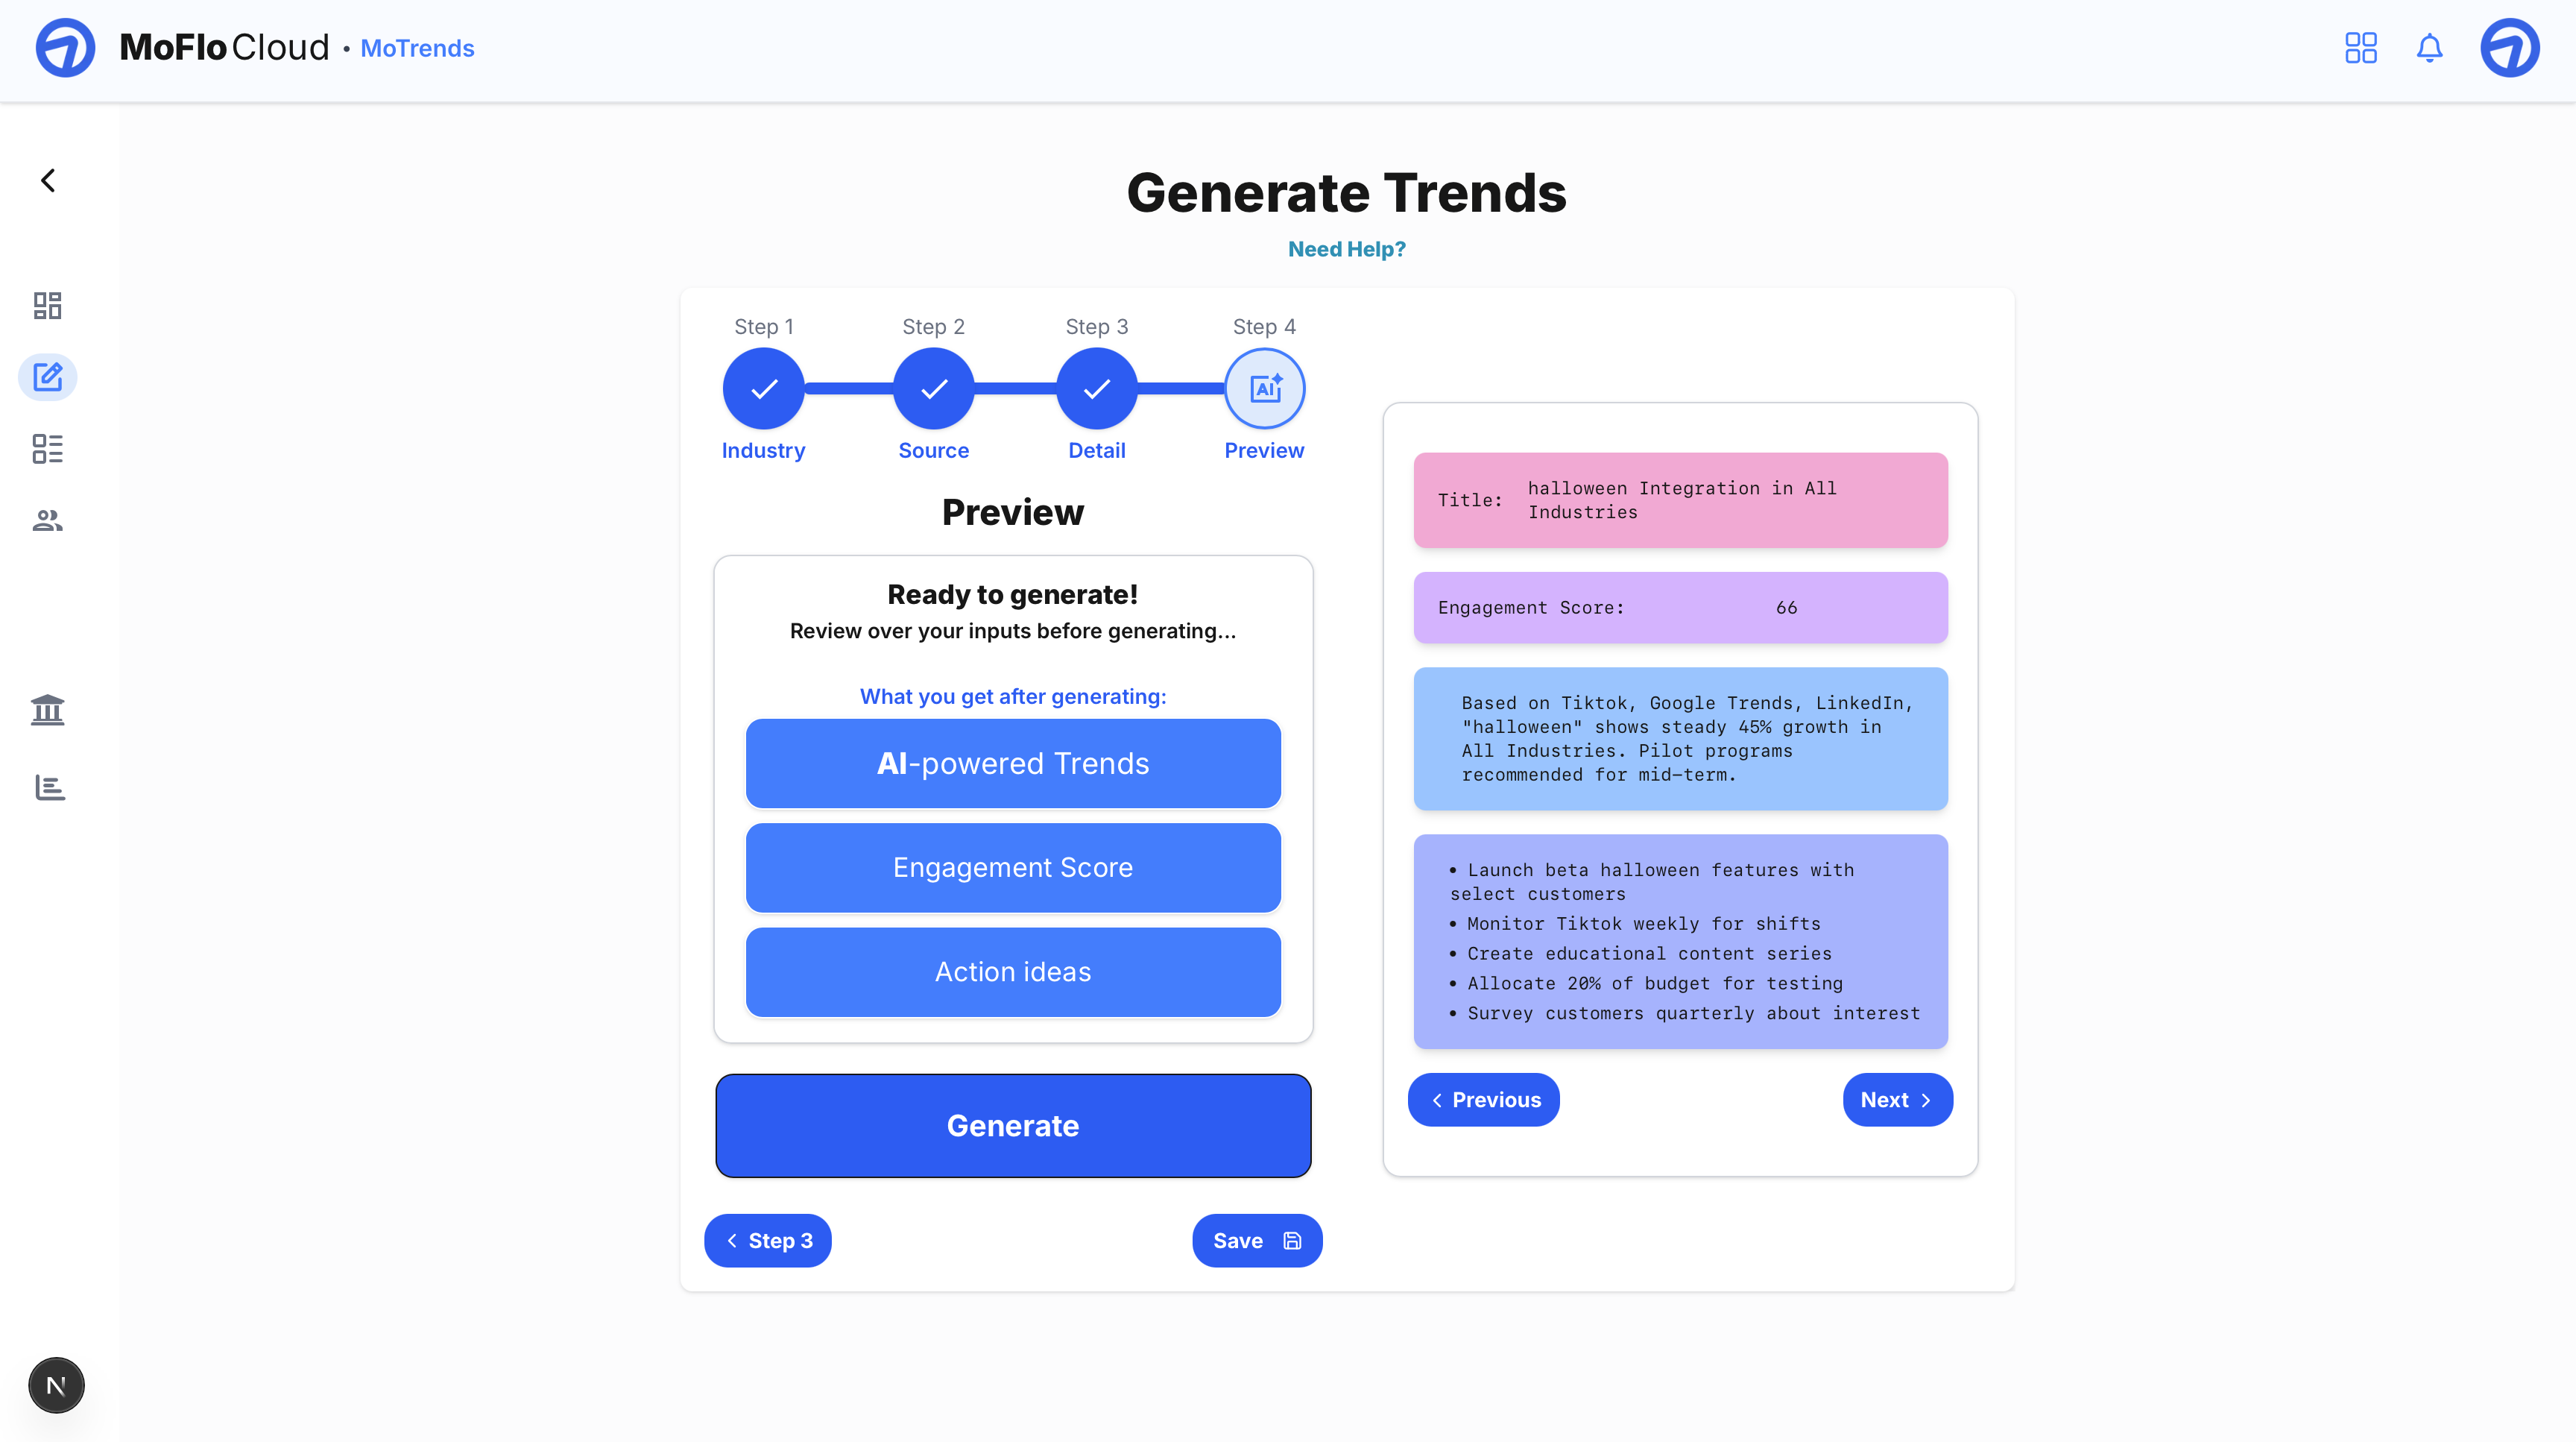 MoFlo Cloud • MoTrends
Generate Trends
Need Help?
Step 1
Step 2
Step 3
Step 4
AI
Industry
Source
Detail
Preview
Preview
Ready to generate!
Review over your inputs before generating...
What you get after generating:
AI-powered Trends
Engagement Score
Action ideas
Generate
Step 3
Save
Title:
halloween Integration in All
Industries
Engagement Score:
66
Based on Tiktok, Google Trends, LinkedIn,
"halloween" shows steady 45% growth in
All Industries. Pilot programs
recommended for mid-term.
• Launch beta halloween features with
select customers
• Monitor Tiktok weekly for shifts
• Create educational content series
• Allocate 20% of budget for testing
• Survey customers quarterly about interest
Previous
Next
N